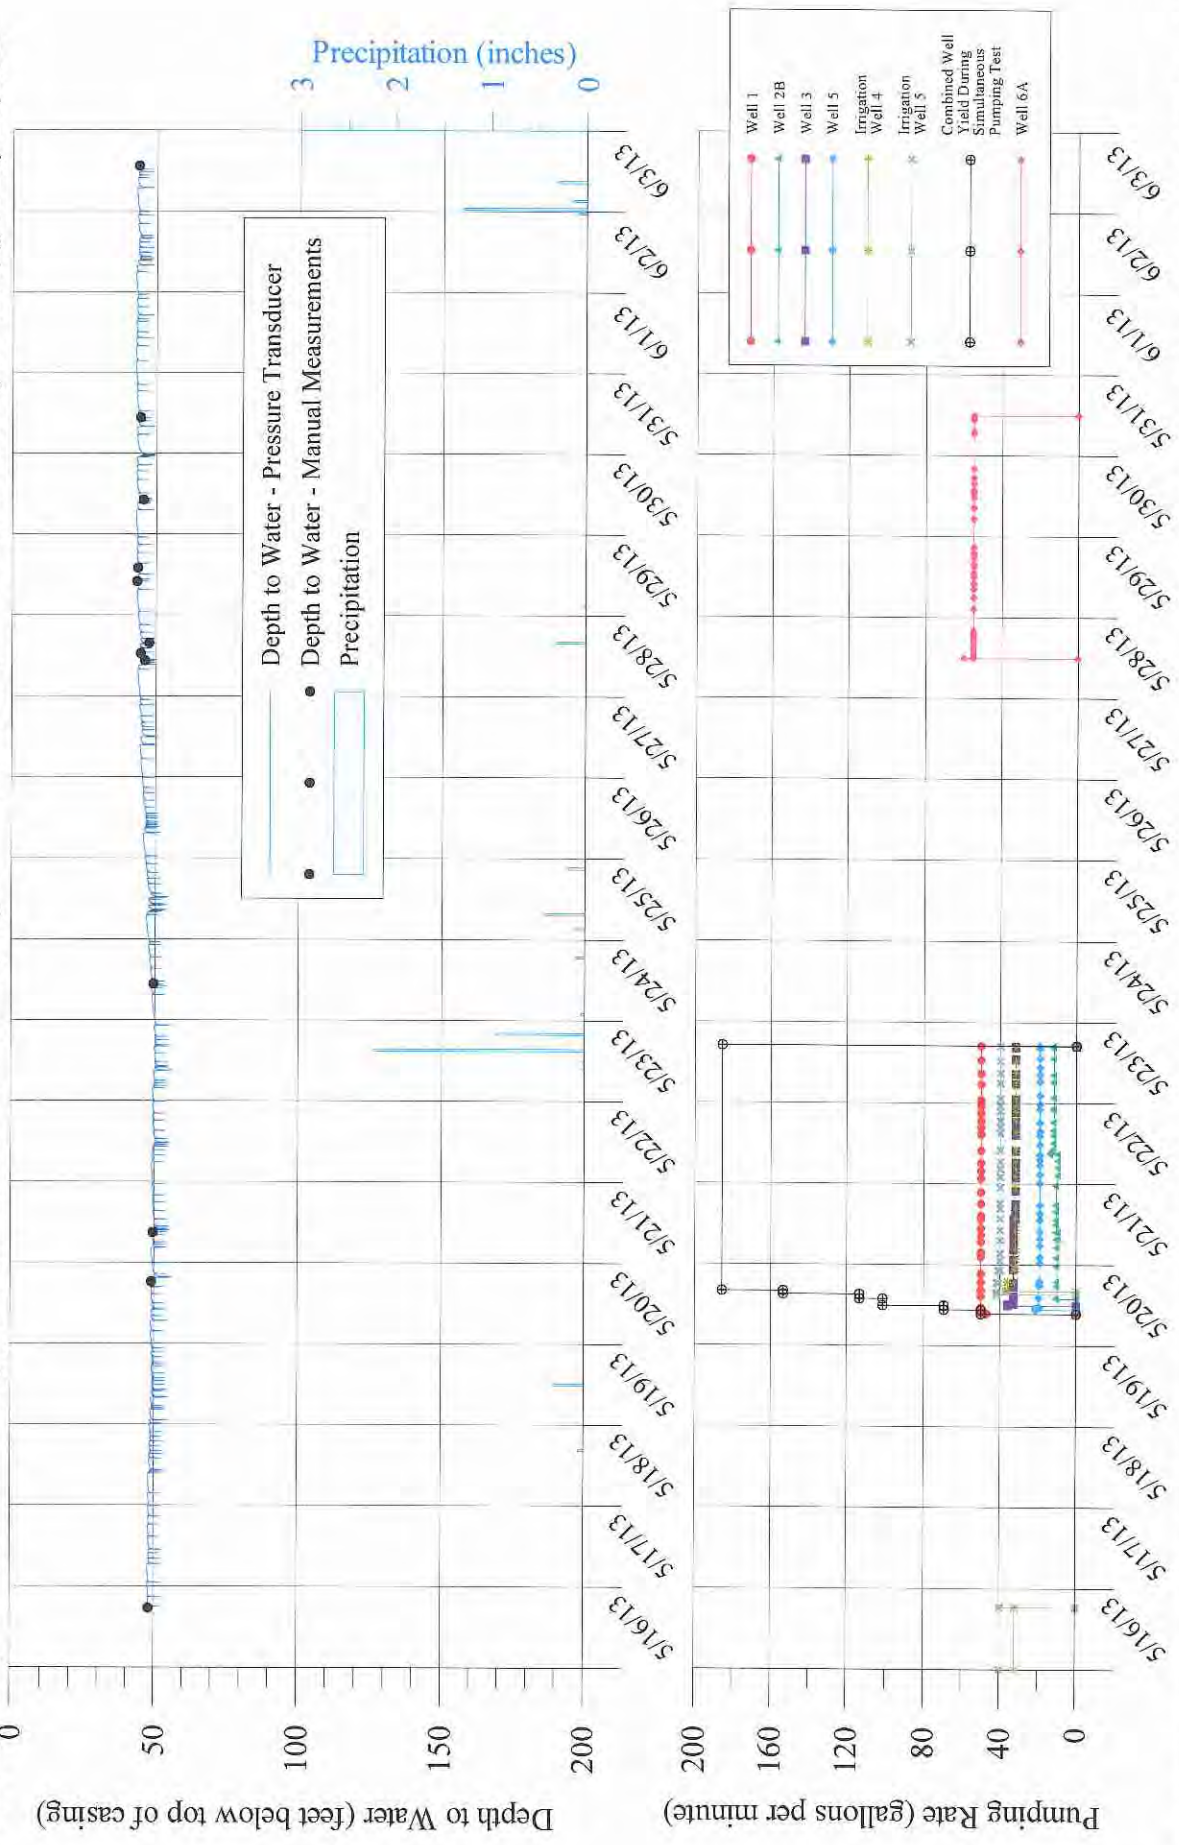 Depth to Water (feet below top of casing)
0
50
100
150
200
Precipitation (inches)
3
2
1
0
Depth to Water - Pressure Transducer
Depth to Water - Manual Measurements
Precipitation
5/16/13
5/17/13
5/18/13
5/19/13
5/20/13
5/21/13
5/22/13
5/23/13
5/24/13
5/25/13
5/26/13
5/27/13
5/28/13
5/29/13
5/30/13
5/31/13
6/1/13
6/2/13
6/3/13
Pumping Rate (gallons per minute)
200
160
120
80
40
0
Well 1
Well 2B
Well 3
Well 5
Irrigation
Well 4
Irrigation
Well 5
Combined Well
Yield During
Simultaneous
Pumping Test
Well 6A
5/16/13
5/17/13
5/18/13
5/19/13
5/20/13
5/21/13
5/22/13
5/23/13
5/24/13
5/25/13
5/26/13
5/27/13
5/28/13
5/29/13
5/30/13
5/31/13
6/1/13
6/2/13
6/3/13